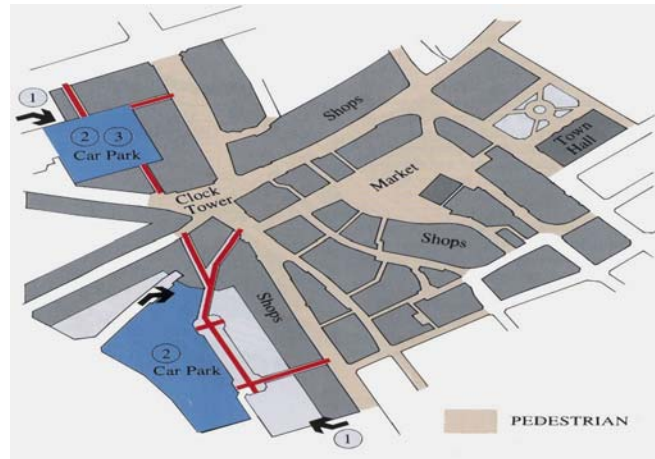 1
2 3
Car Park
Shops
Town
Hall
Market
Clock
Tower
Shops
Shops
2
Car Park
1
PEDESTRIAN